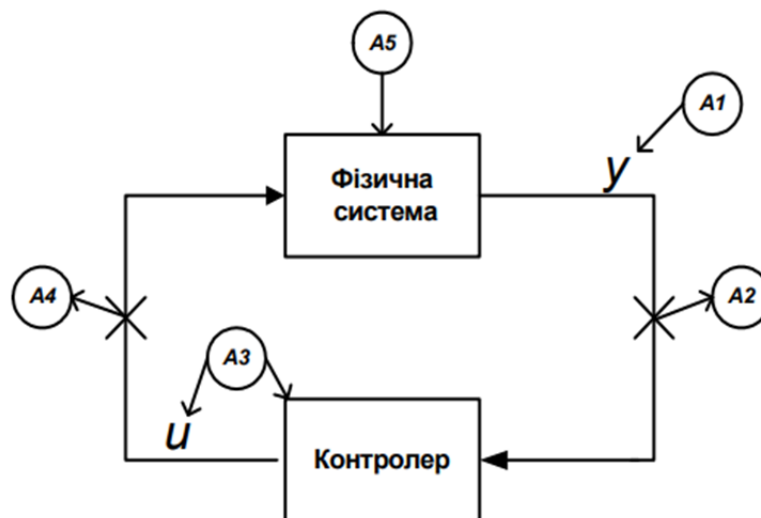 A5
A1
y
Фізична
система
A4
A2
A3
u
Контролер